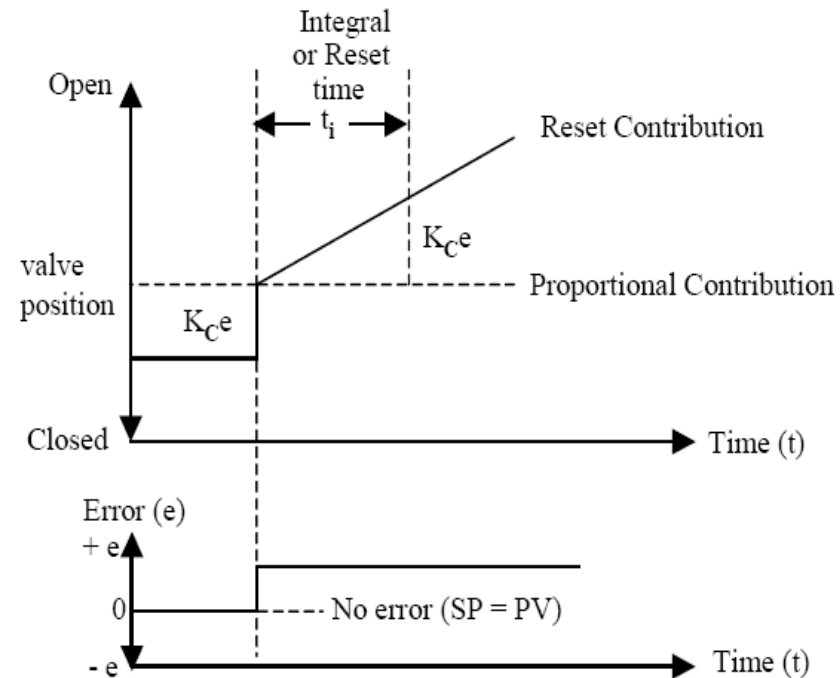 Integral
or Reset
time
t_i
Open
Reset Contribution
K_Ce
valve
position
Proportional Contribution
K_Ce
Closed
Time (t)
Error (e)
+ e
0
No error (SP = PV)
- e
Time (t)